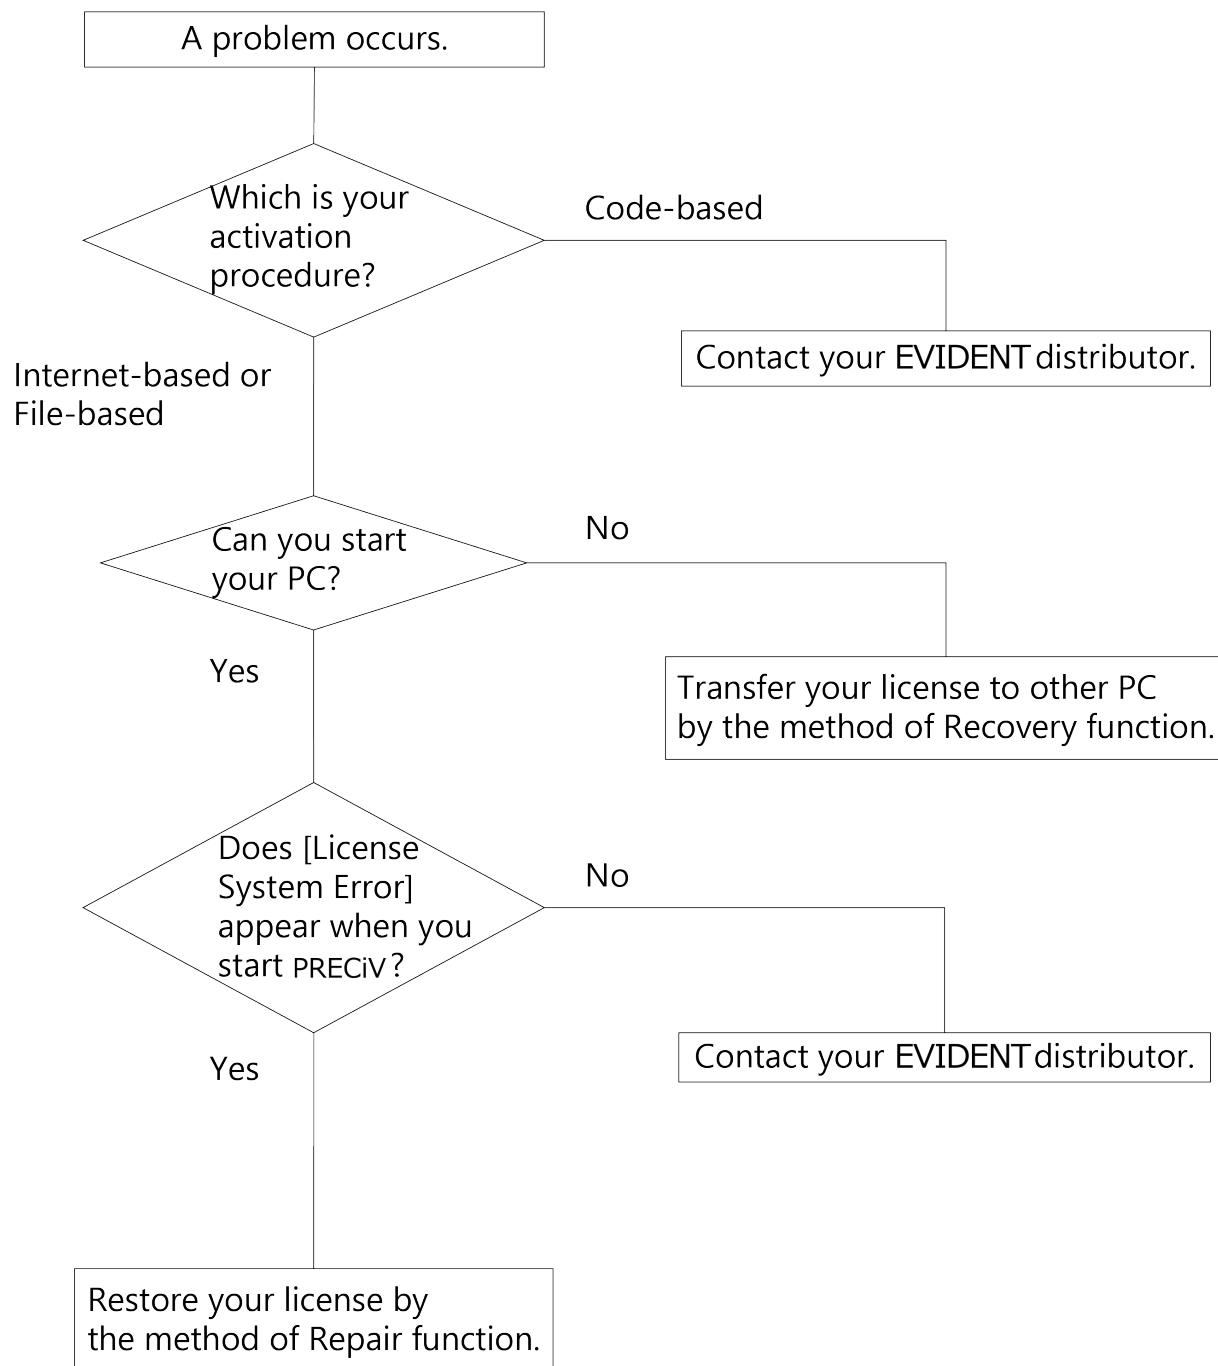 A problem occurs.
Which is your
activation
procedure?
Code-based
Contact your EVIDENT distributor.
Internet-based or
File-based
Can you start
your PC?
No
Yes
Transfer your license to other PC
by the method of Recovery function.
Does [License
System Error]
appear when you
start PRECiV?
No
Contact your EVIDENT distributor.
Yes
Restore your license by
the method of Repair function.